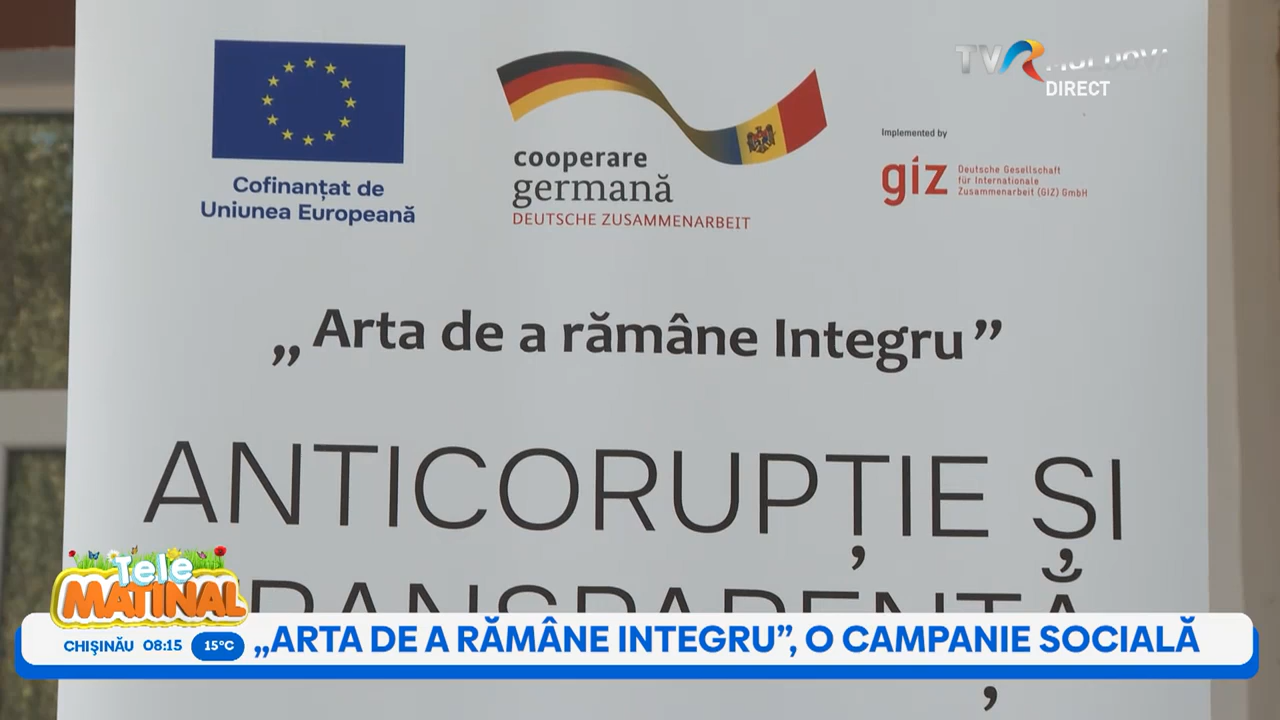 TVR MOLDOVA
DIRECT
Cofinanțat de
Uniunea Europeană
cooperare
germană
DEUTSCHE ZUSAMMENARBEIT
Implemented by
giz
Deutsche Gesellschaft
für Internationale
Zusammenarbeit (GIZ) GmbH
„Arta de a rămâne Integru”
ANTICORUPȚIE ȘI
TRANSPARENȚĂ
Tele
MATINAL
CHIȘINĂU 08:15 15°C
„ARTA DE A RĂMÂNE INTEGRU”, O CAMPANIE SOCIALĂ